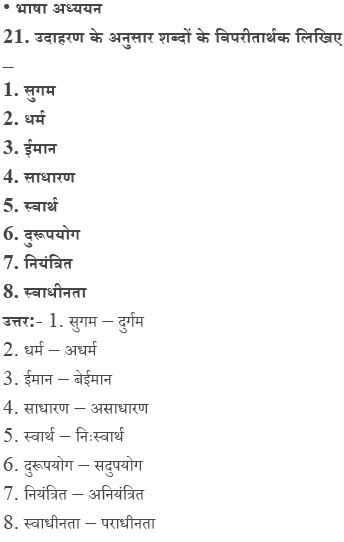 • भाषा अध्ययन
21. उदाहरण के अनुसार शब्दों के विपरीतार्थक लिखिए
–
1. सुगम
2. धर्म
3. ईमान
4. साधारण
5. स्वार्थ
6. दुरूपयोग
7. नियंत्रित
8. स्वाधीनता
उत्तर:- 1. सुगम – दुर्गम
2. धर्म – अधर्म
3. ईमान – बेईमान
4. साधारण – असाधारण
5. स्वार्थ – निःस्वार्थ
6. दुरूपयोग – सदुपयोग
7. नियंत्रित – अनियंत्रित
8. स्वाधीनता – पराधीनता